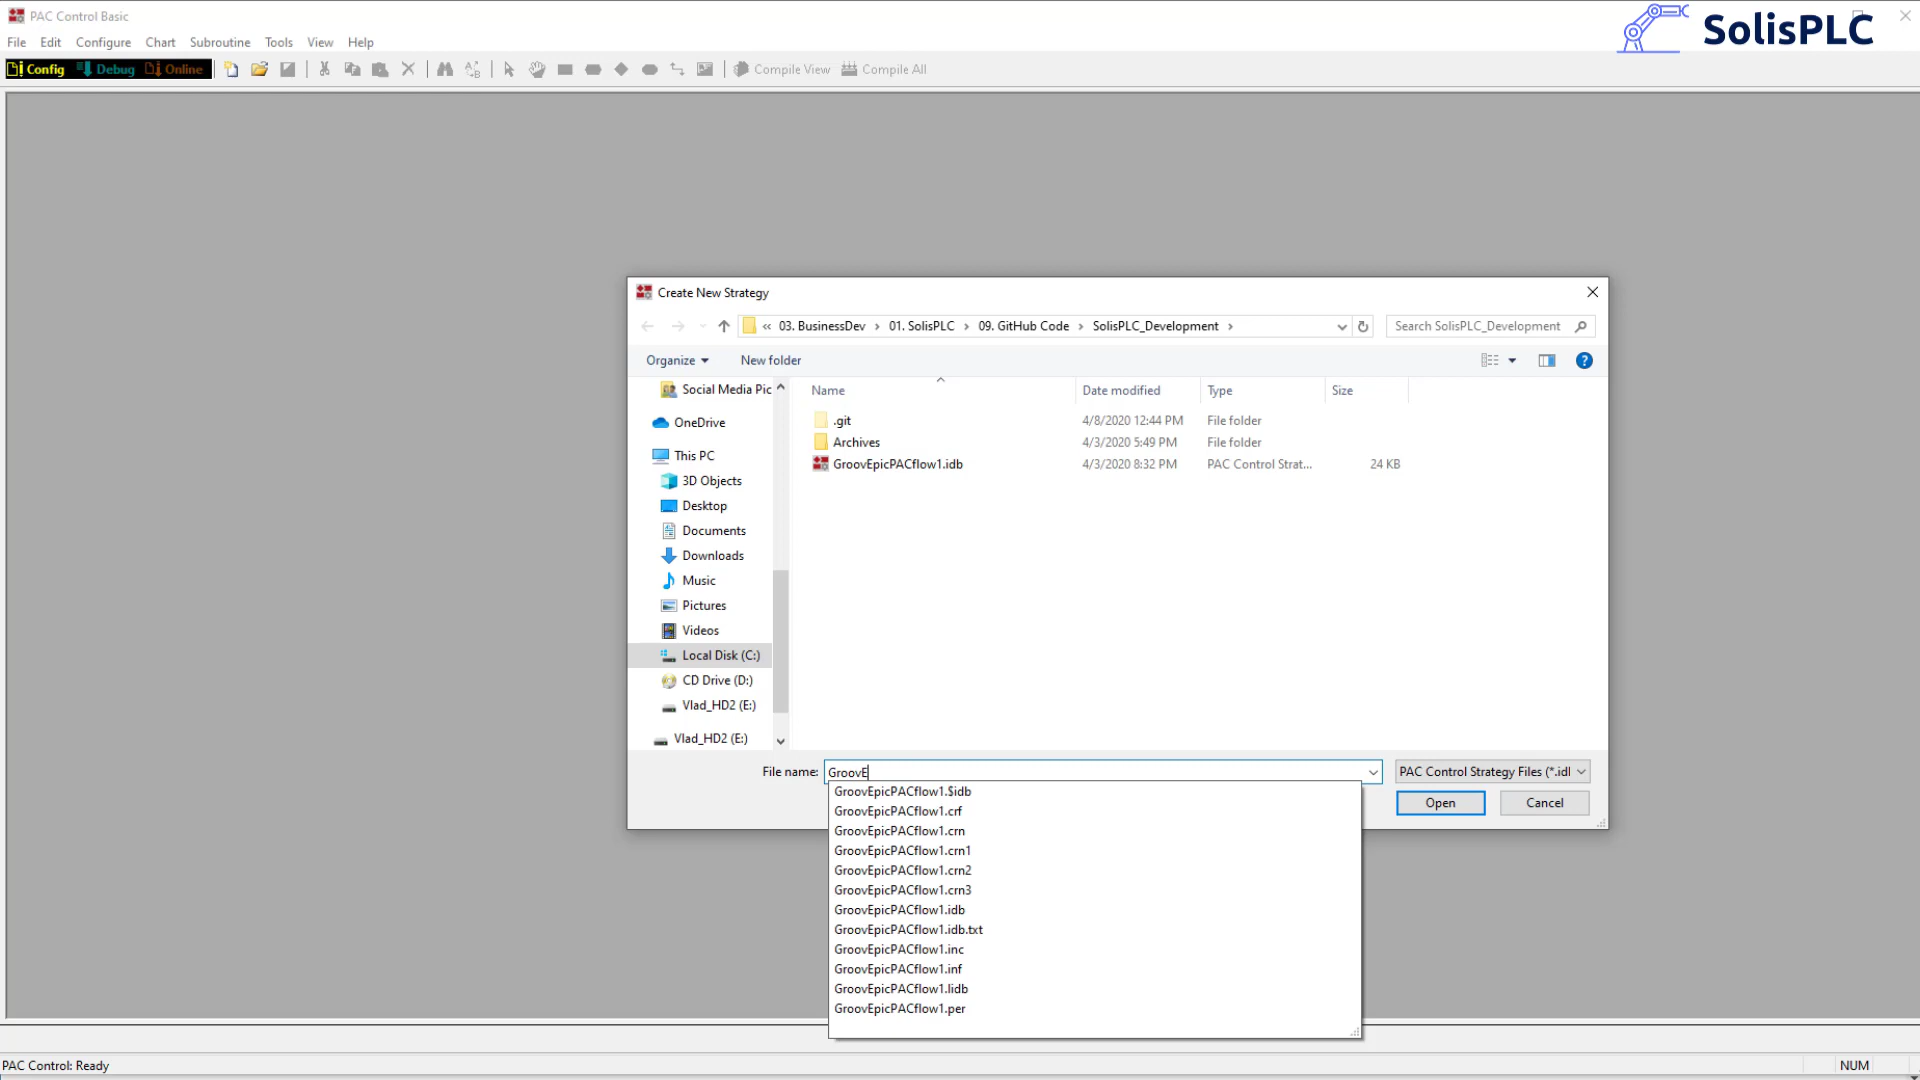 PAC Control Basic
SolisPLC
File Edit Configure Chart Subroutine Tools View Help
Config Debug Online Compile View Compile All
Create New Strategy
« 03. BusinessDev › 01. SolisPLC › 09. GitHub Code › SolisPLC_Development › Search SolisPLC_Development
Organize New folder
Social Media Pic
OneDrive
This PC
3D Objects
Desktop
Documents
Downloads
Music
Pictures
Videos
Local Disk (C:)
CD Drive (D:)
Vlad_HD2 (E:)
Vlad_HD2 (E:)
Name Date modified Type Size
.git 4/8/2020 12:44 PM File folder
Archives 4/3/2020 5:49 PM File folder
GroovEpicPACflow1.idb 4/3/2020 8:32 PM PAC Control Strat... 24 KB
File name: GroovE PAC Control Strategy Files (*.idl
Open Cancel
GroovEpicPACflow1.$idb
GroovEpicPACflow1.crf
GroovEpicPACflow1.crn
GroovEpicPACflow1.crn1
GroovEpicPACflow1.crn2
GroovEpicPACflow1.crn3
GroovEpicPACflow1.idb
GroovEpicPACflow1.idb.txt
GroovEpicPACflow1.inc
GroovEpicPACflow1.inf
GroovEpicPACflow1.lidb
GroovEpicPACflow1.per
PAC Control: Ready NUM